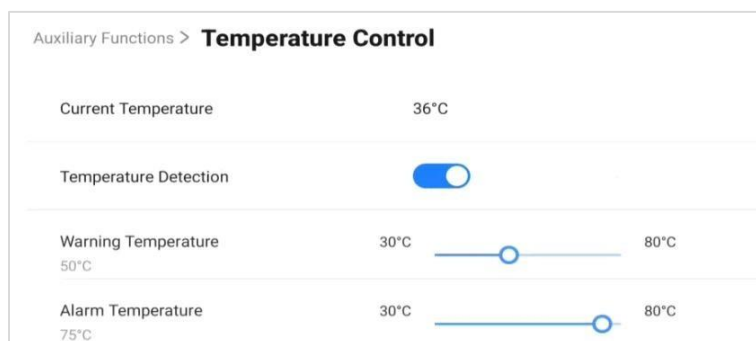 Auxiliary Functions > Temperature Control
Current Temperature 36°C
Temperature Detection
Warning Temperature 30°C 80°C
50°C
Alarm Temperature 30°C 80°C
75°C